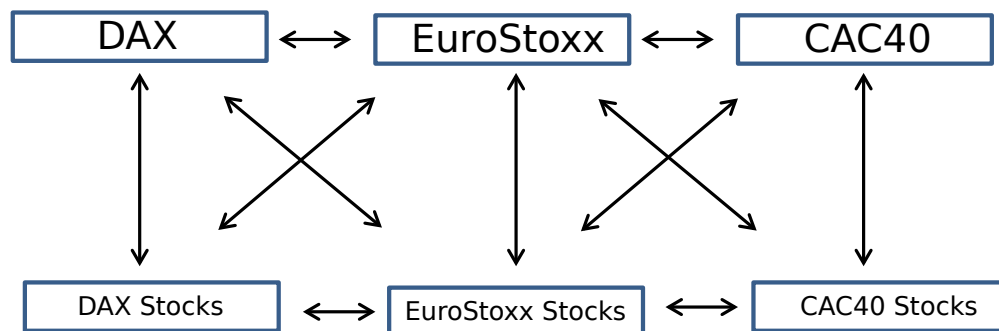 DAX
EuroStoxx
CAC40
DAX Stocks
EuroStoxx Stocks
CAC40 Stocks